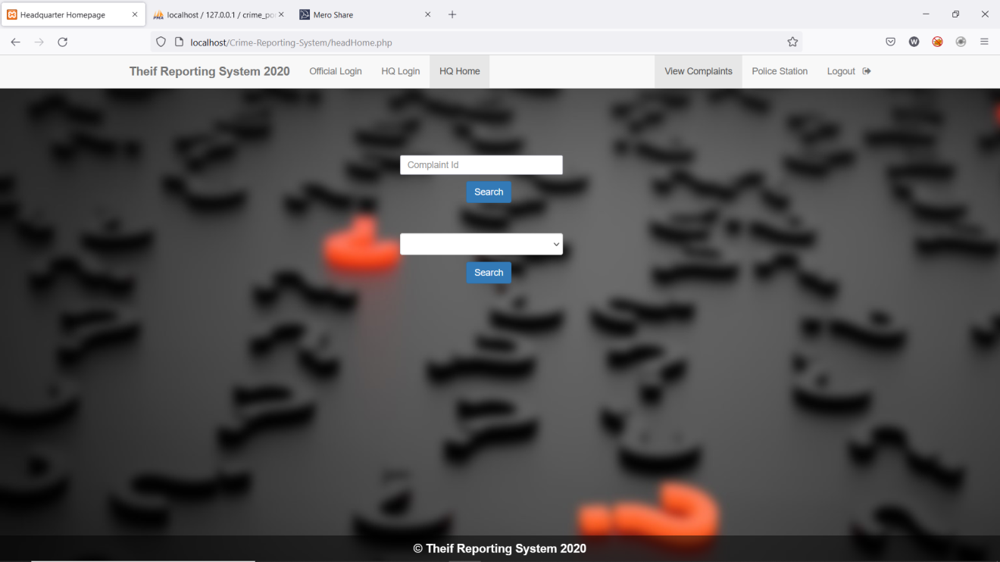 Headquarter Homepage
localhost / 127.0.0.1 / crime_po
Mero Share
localhost/Crime-Reporting-System/headHome.php
Theif Reporting System 2020
Official Login
HQ Login
HQ Home
View Complaints
Police Station
Logout
Complaint Id
Search
Search
© Theif Reporting System 2020